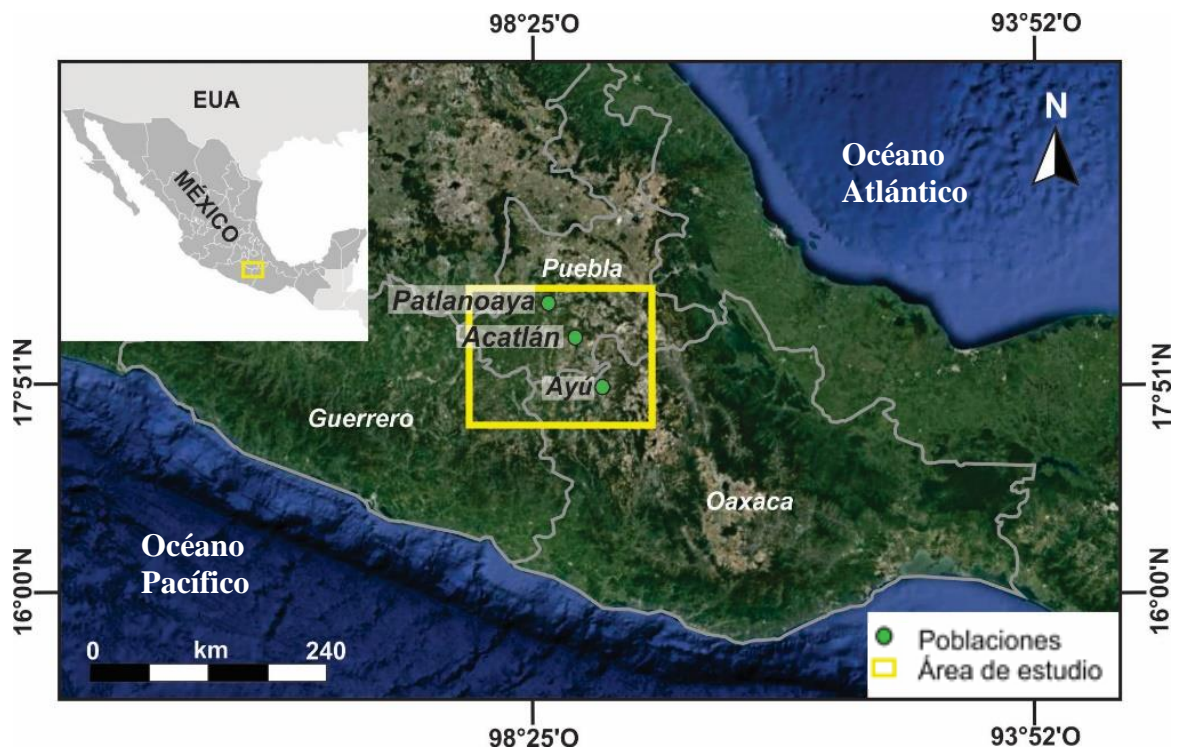 98°25'O
93°52'O
EUA
MÉXICO
N
Océano
Atlántico
Puebla
Patlanoaya
Acatlán
Ayú
17°51'N
17°51'N
Guerrero
Oaxaca
Océano
Pacífico
16°00'N
16°00'N
0 km 240
Poblaciones
Área de estudio
98°25'O
93°52'O